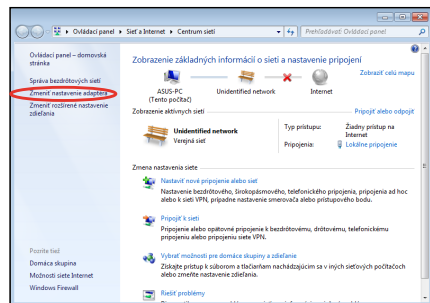 Ovládací panel ▸ Sieť a Internet ▸ Centrum sietí
Prehľadávať Ovládací panel
Ovládací panel – domovská
stránka
Správa bezdrôtových sietí
Zmeniť nastavenie adaptéra
Zmeniť rozšírené nastavenie
zdieľania
Pozrite tiež
Domáca skupina
Možnosti siete Internet
Windows Firewall
Zobrazenie základných informácií o sieti a nastavenie pripojení
Zobraziť celú mapu
ASUS-PC
(Tento počítač)
Unidentified network
Internet
Zobrazenie aktívnych sietí
Pripojiť alebo odpojiť
Unidentified network
Verejná sieť
Typ prístupu: Žiadny prístup na
Internet
Pripojenia: Lokálne pripojenie
Zmena nastavenia siete
Nastaviť nové pripojenie alebo sieť
Nastavenie bezdrôtového, širokopásmového, telefonického pripojenia, pripojenia ad hoc
alebo k sieti VPN, prípadne nastavenie smerovača alebo prístupového bodu.
Pripojiť k sieti
Pripojenie alebo opätovné pripojenie k bezdrôtovému, drôtovému, telefonickému
pripojeniu alebo pripojeniu siete VPN.
Vybrať možnosti pre domáce skupiny a zdieľanie
Získajte prístup k súborom a tlačiarňam nachádzajúcim sa v iných sieťových počítačoch
alebo zmeňte nastavenie zdieľania.
Riešiť problémy